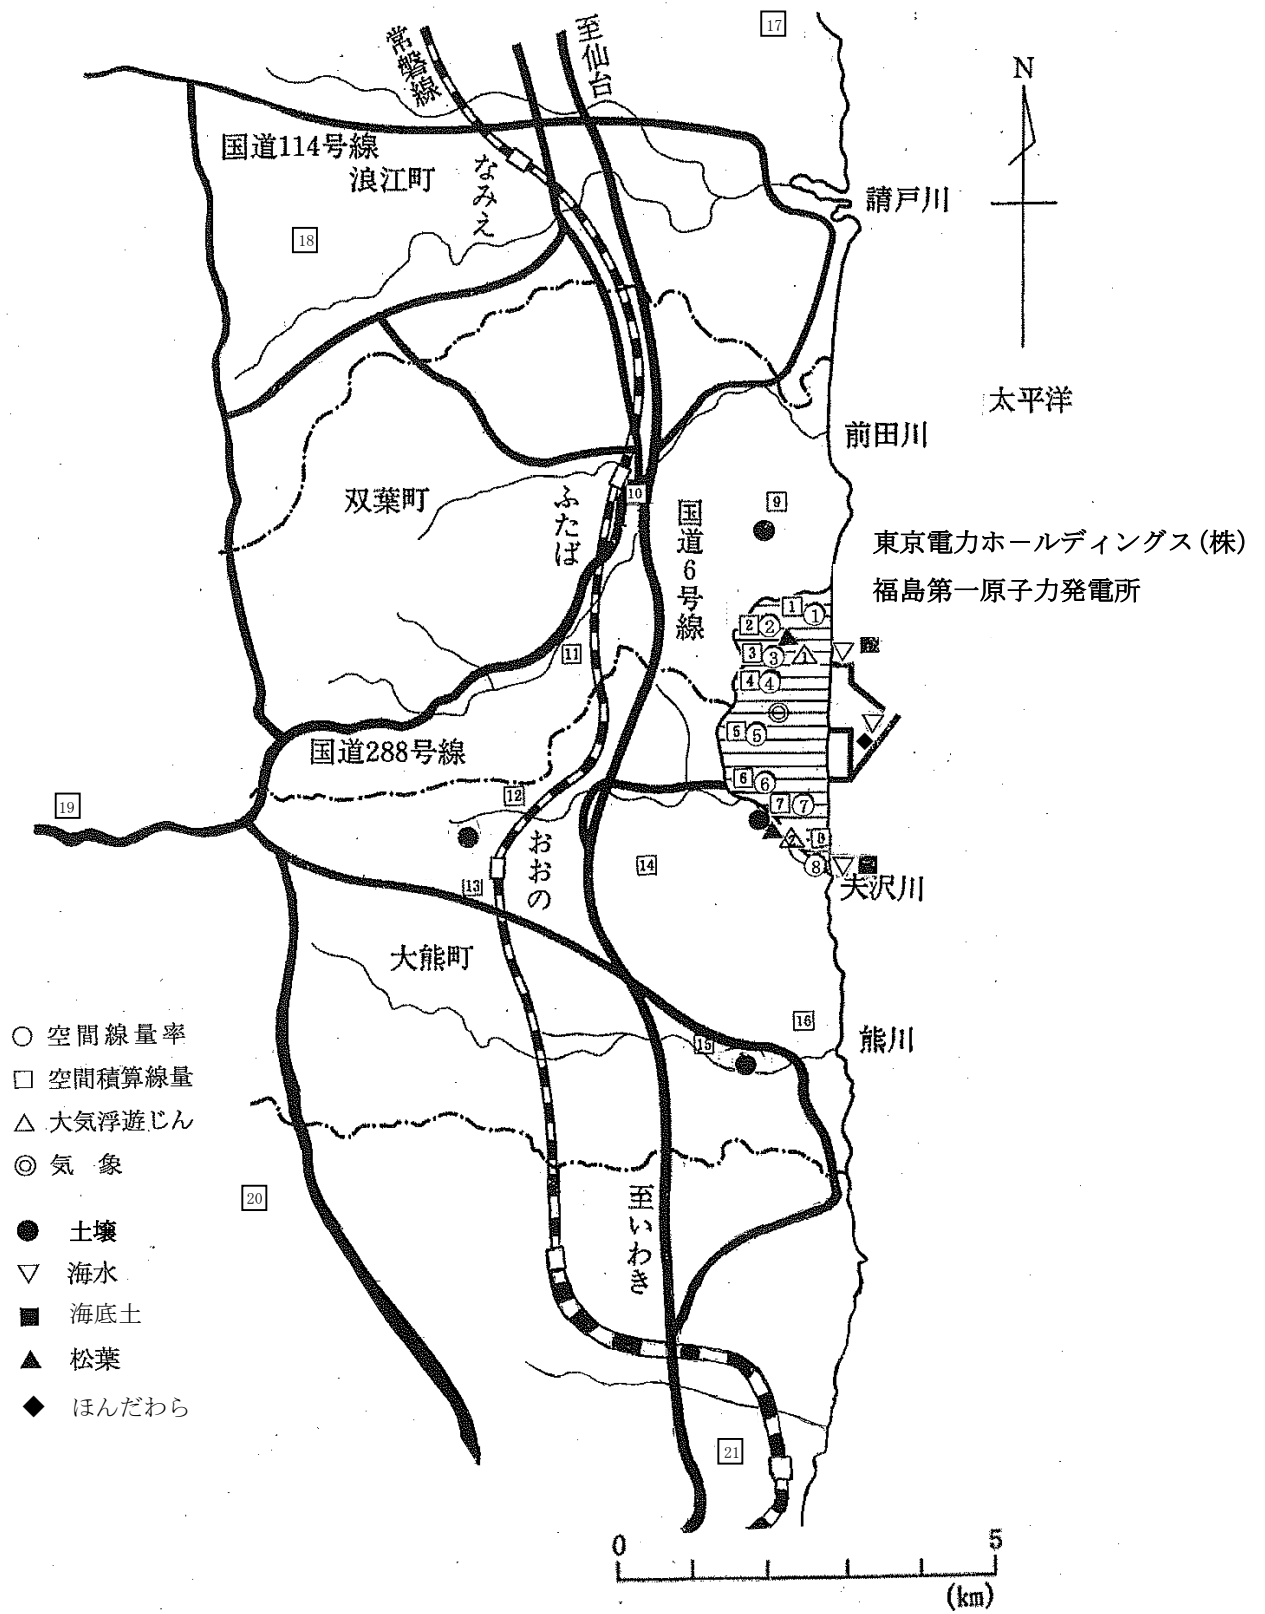 17
常磐線
至仙台
N
国道114号線
浪江町
なみえ
請戸川
18
太平洋
前田川
双葉町
ふたば
10
国道6号線
9
東京電力ホールディングス(株)
福島第一原子力発電所
1 ①
2 ②
3 ③ 1
4 ④
5 ⑤
6 ⑥
7 ⑦
2 8
⑧
11
国道288号線
19
12
おおの
13
14
夫沢川
大熊町
16
15
熊川
○ 空間線量率
□ 空間積算線量
△ 大気浮遊じん
◎ 気象
● 土壌
▽ 海水
■ 海底土
▲ 松葉
◆ ほんだわら
20
至いわき
21
0 5
(km)